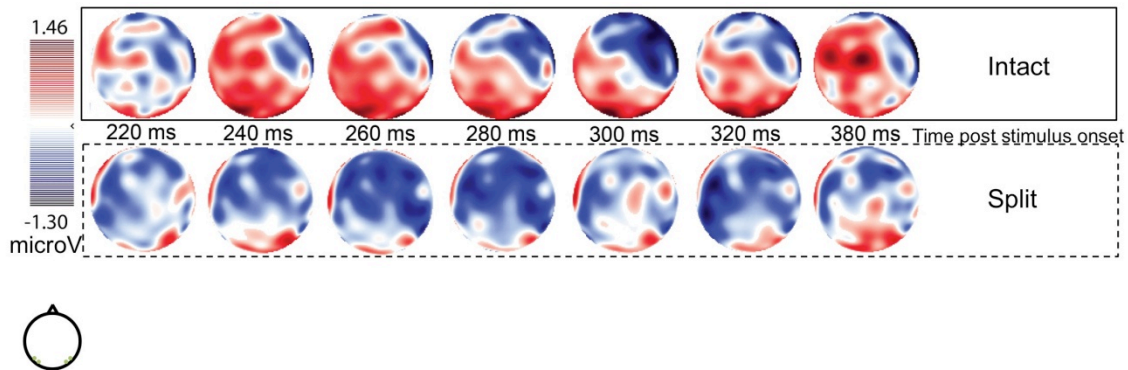 1.46
-1.30
microV
Intact
220 ms 240 ms 260 ms 280 ms 300 ms 320 ms 380 ms Time post stimulus onset
Split